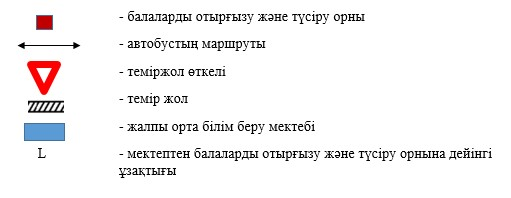 - балаларды отырғызу және түсіру орны
- автобустың маршруты
- теміржол өткелі
- темір жол
- жалпы орта білім беру мектебі
L - мектептен балаларды отырғызу және түсіру орнына дейінгі
ұзақтығы